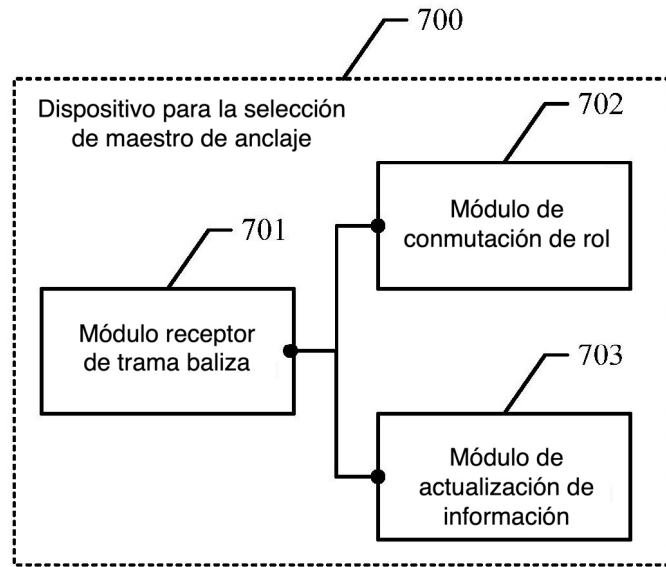 700
Dispositivo para la selección
de maestro de anclaje
702
Módulo de
conmutación de rol
701
Módulo receptor
de trama baliza
703
Módulo de
actualización de
información